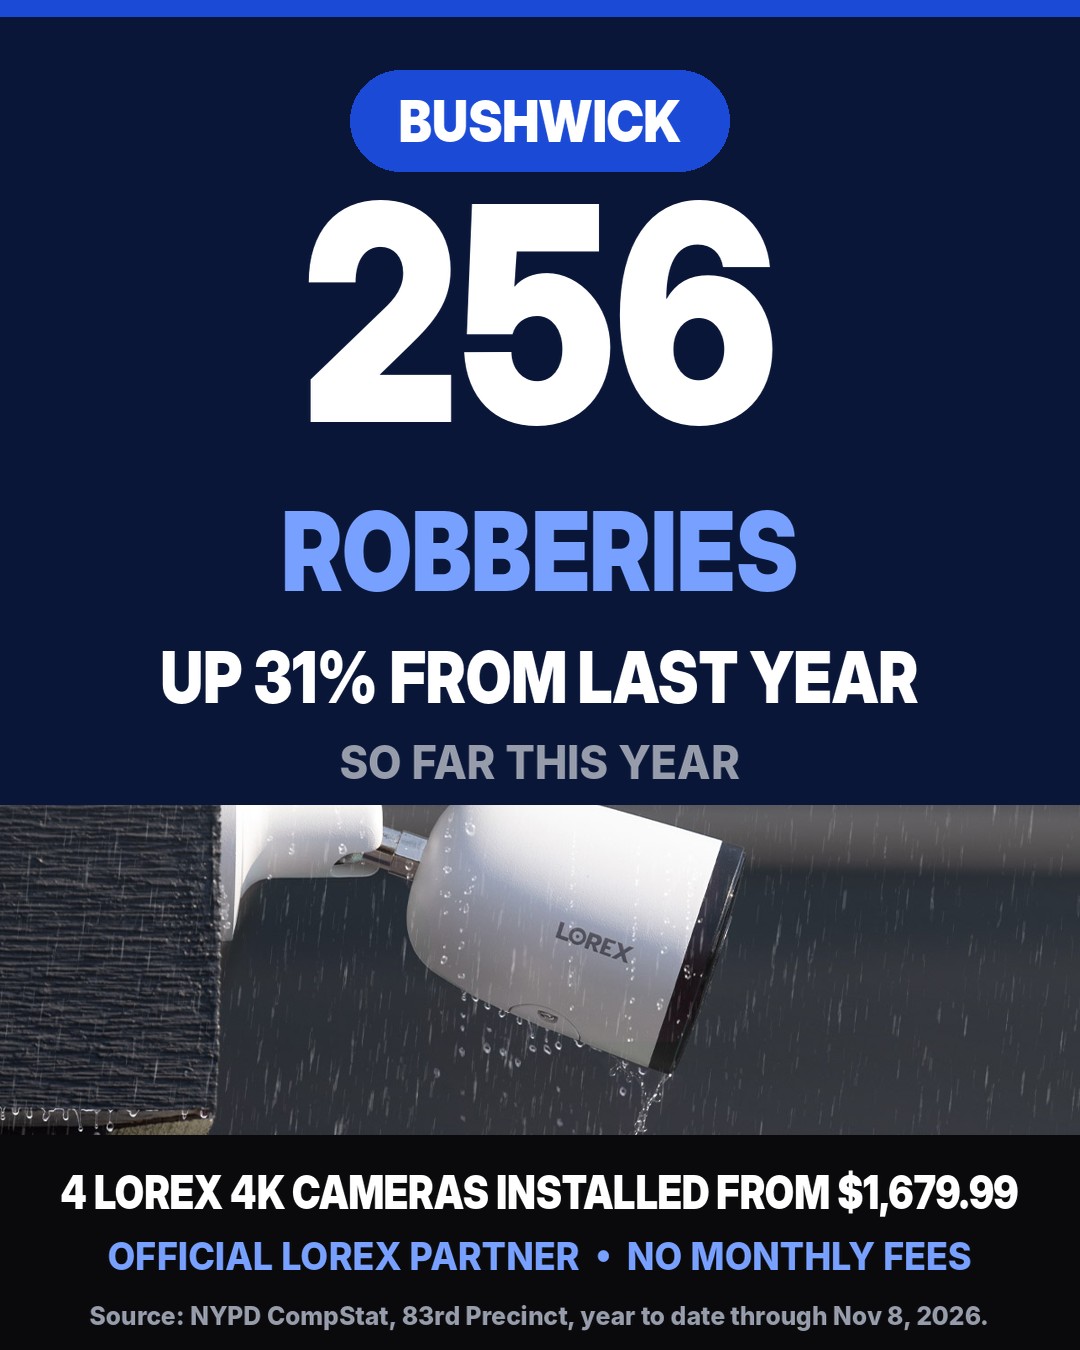 BUSHWICK
256
ROBBERIES
UP 31% FROM LAST YEAR
SO FAR THIS YEAR
LOREX
4 LOREX 4K CAMERAS INSTALLED FROM $1,679.99
OFFICIAL LOREX PARTNER • NO MONTHLY FEES
Source: NYPD CompStat, 83rd Precinct, year to date through Nov 8, 2026.